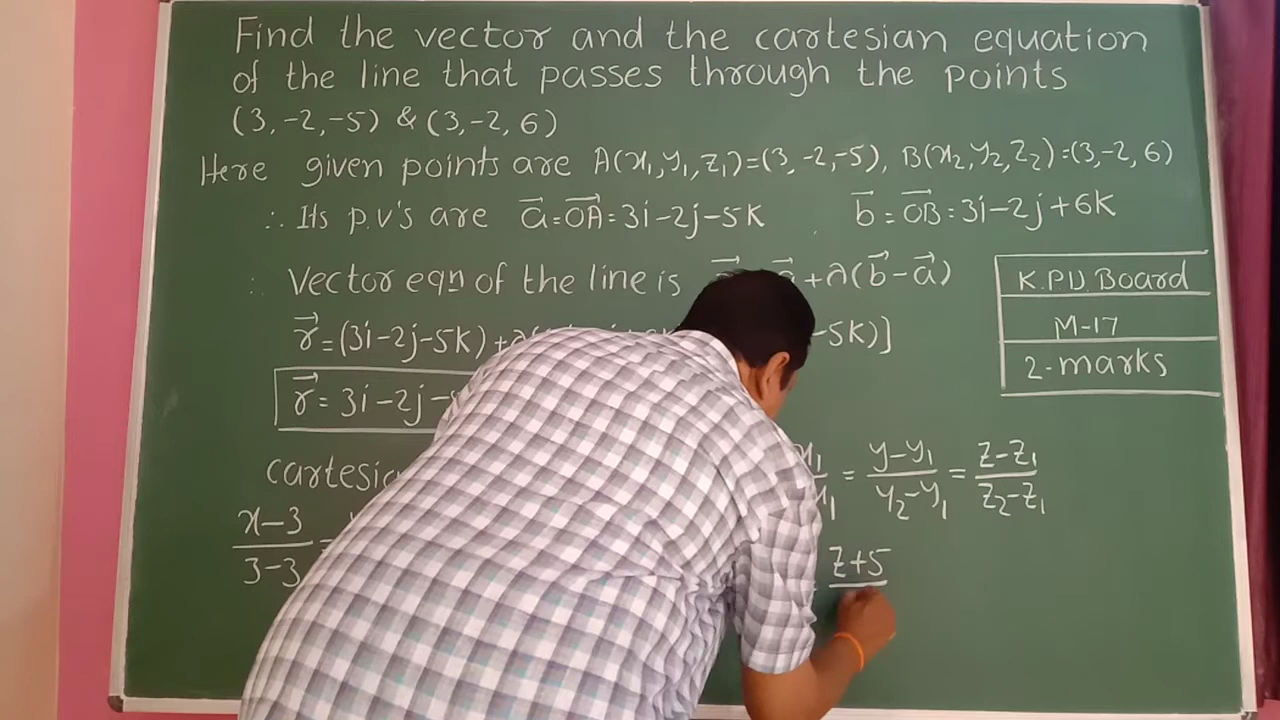 Find the vector and the cartesian equation
of the line that passes through the points
(3,-2,-5) & (3,-2,6)
Here given points are A(x₁,y₁,z₁)=(3,-2,-5), B(x₂,y₂,z₂)=(3,-2,6)
∴ Its p.v's are a⃗=OA⃗=3i-2j-5k b⃗=OB⃗=3i-2j+6k
∴ Vector eqn of the line is a⃗+λ(b⃗-a⃗)
r⃗=(3i-2j-5k)+λ -5k)]
r⃗=3i-2j-
y-y₁/y₂-y₁ = z-z₁/z₂-z₁
x-3/3-3 =
z+5
K.PU Board
M-17
2-marks